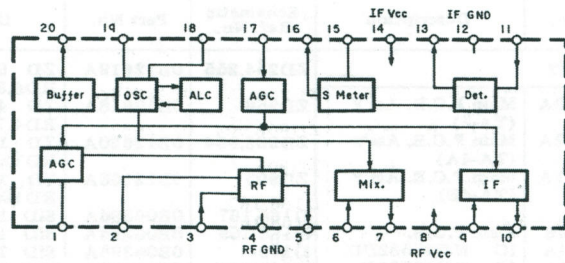 IF Vcc IF GND
20 19 18 17 16 15 14 13 12 11
Buffer OSC ALC AGC S Meter Det.
AGC RF Mix. IF
1 2 3 4 5 6 7 8 9 10
RF GND RF Vcc